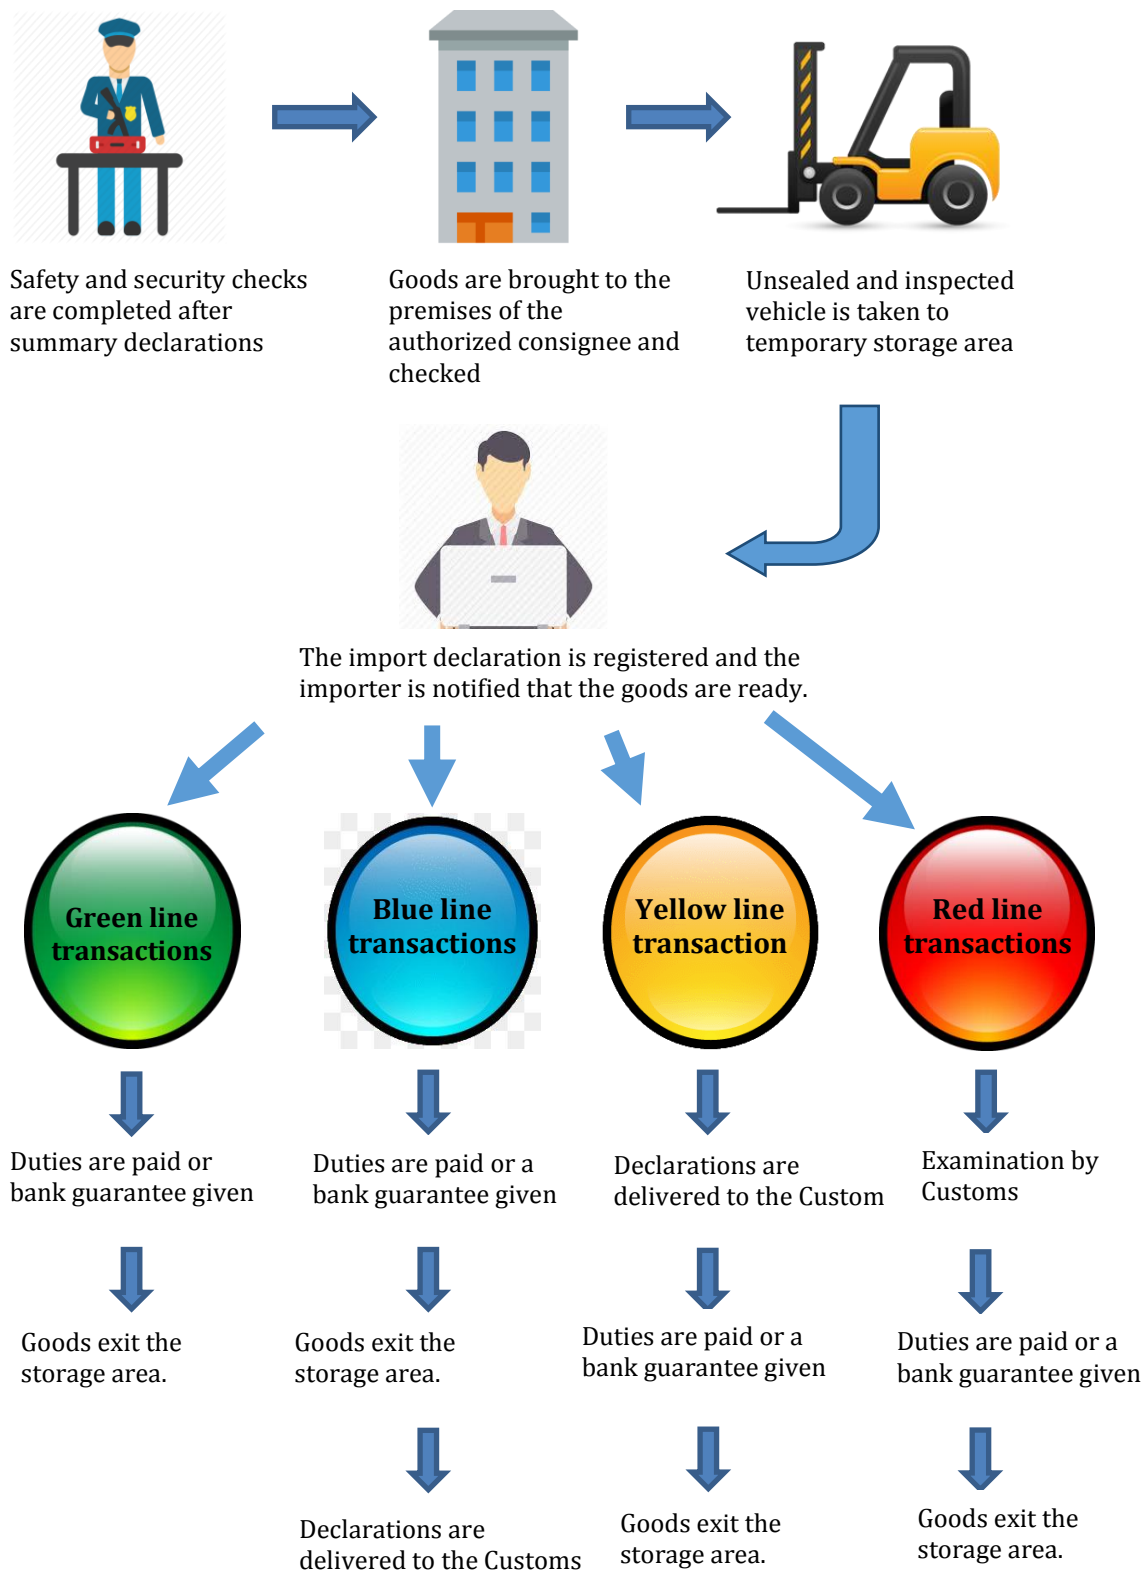 Safety and security checks
are completed after
summary declarations
Goods are brought to the
premises of the
authorized consignee and
checked
Unsealed and inspected
vehicle is taken to
temporary storage area
The import declaration is registered and the
importer is notified that the goods are ready.
Green line
transactions
Blue line
transactions
Yellow line
transaction
Red line
transactions
Duties are paid or
bank guarantee given
Duties are paid or a
bank guarantee given
Declarations are
delivered to the Custom
Examination by
Customs
Goods exit the
storage area.
Goods exit the
storage area.
Duties are paid or a
bank guarantee given
Duties are paid or a
bank guarantee given
Declarations are
delivered to the Customs
Goods exit the
storage area.
Goods exit the
storage area.